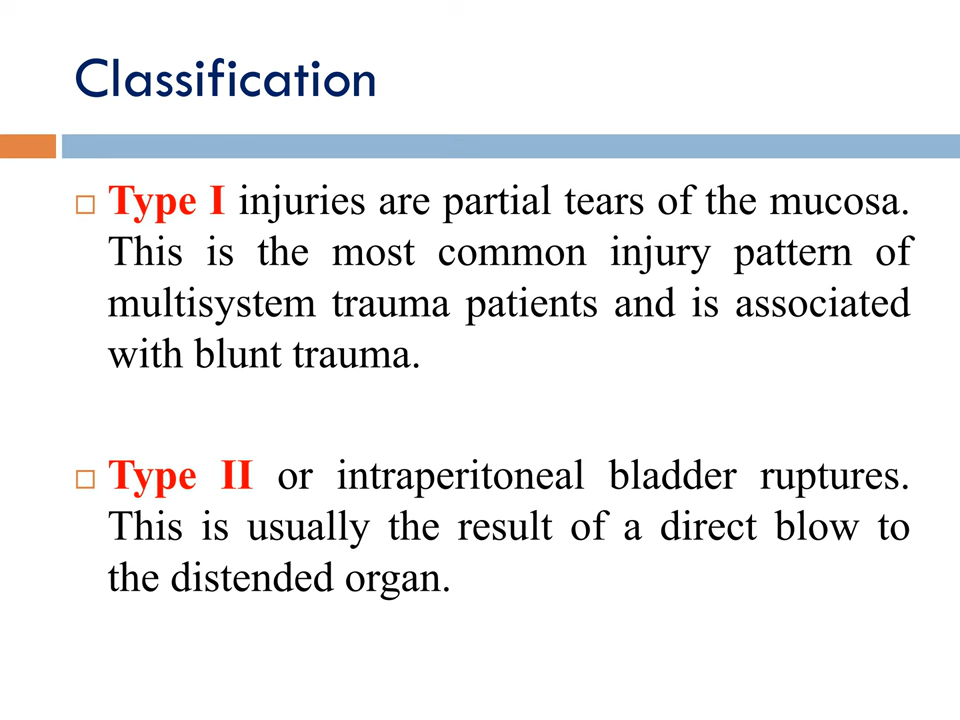 Classification
Type I injuries are partial tears of the mucosa.
This is the most common injury pattern of
multisystem trauma patients and is associated
with blunt trauma.
Type II or intraperitoneal bladder ruptures.
This is usually the result of a direct blow to
the distended organ.